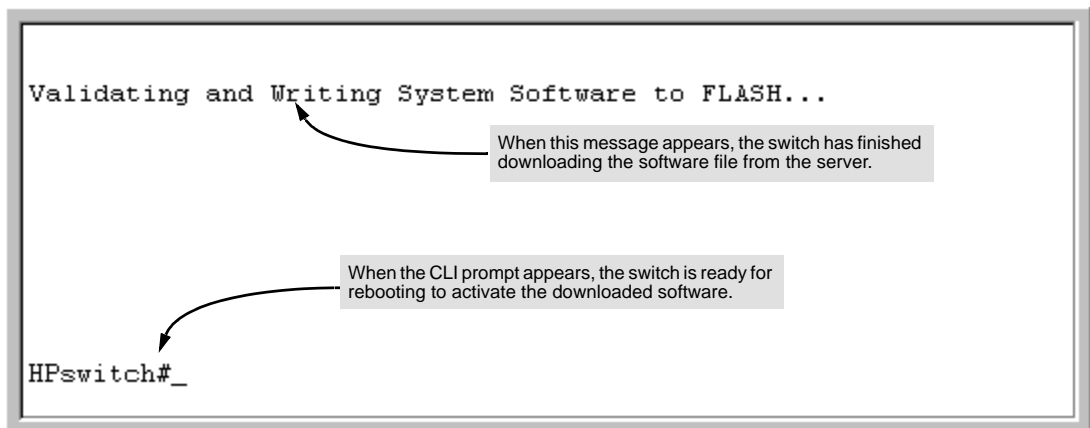 Validating and Writing System Software to FLASH...
When this message appears, the switch has finished
downloading the software file from the server.
When the CLI prompt appears, the switch is ready for
rebooting to activate the downloaded software.
HPswitch#_